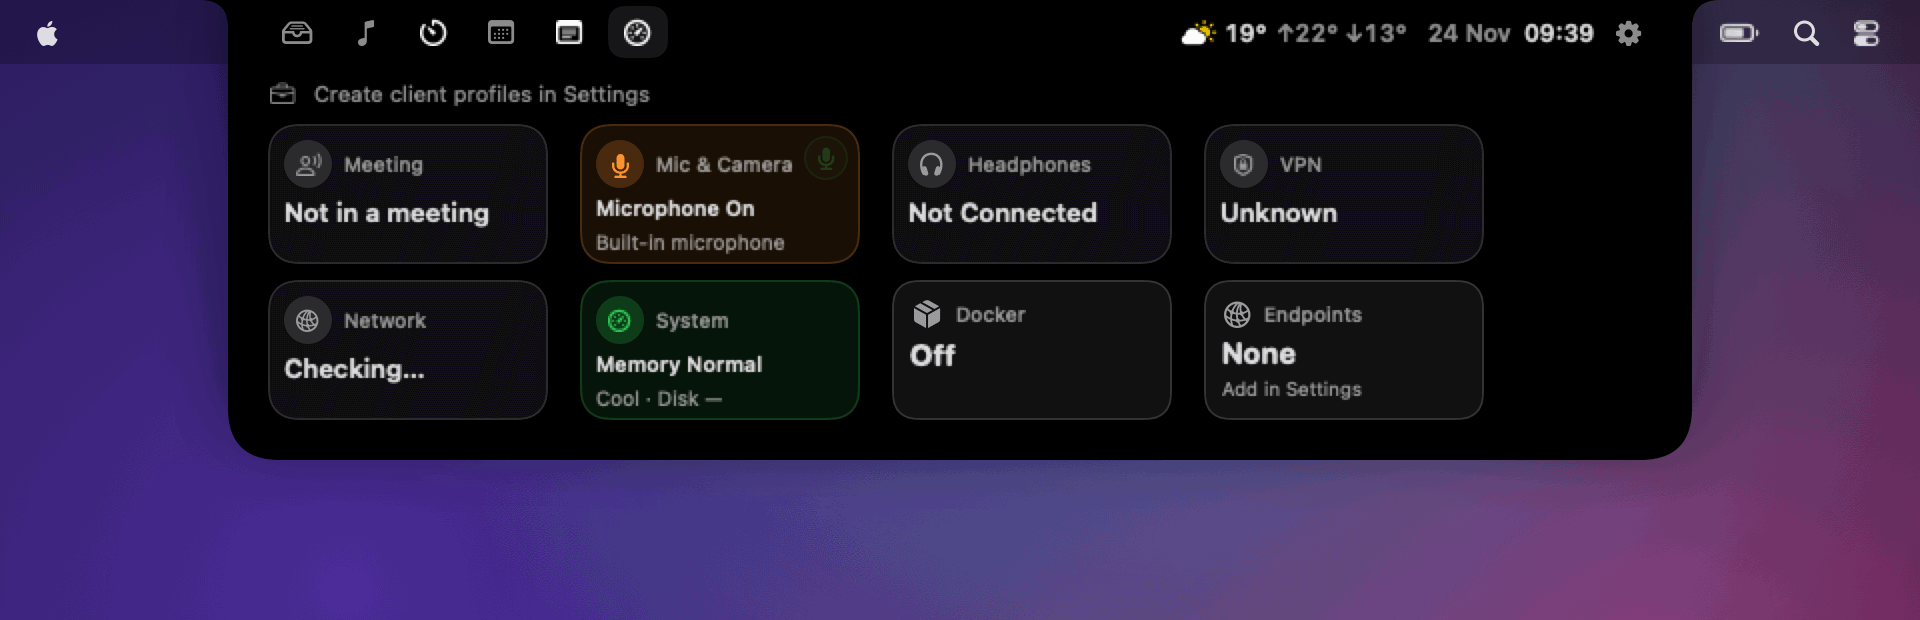 19° ↑22° ↓13° 24 Nov 09:39
Create client profiles in Settings
Meeting
Not in a meeting
Mic & Camera
Microphone On
Built-in microphone
Headphones
Not Connected
VPN
Unknown
Network
Checking...
System
Memory Normal
Cool · Disk —
Docker
Off
Endpoints
None
Add in Settings